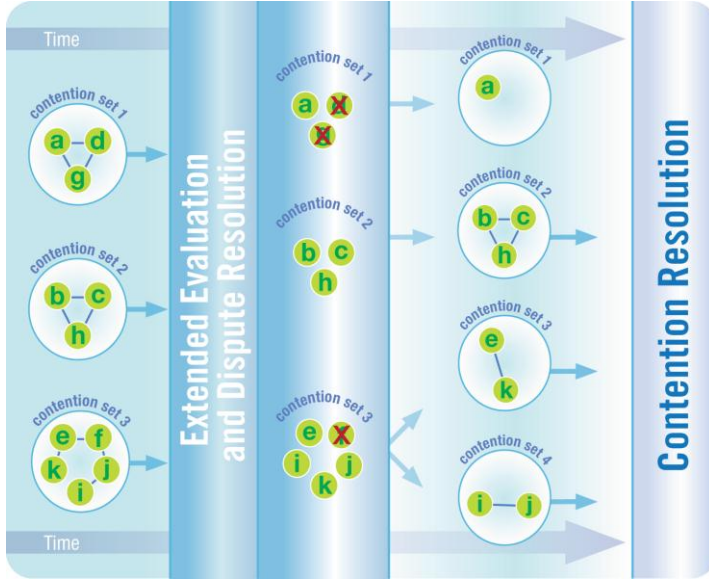 Time
contention set 1
a d
g
contention set 2
b c
h
contention set 3
e f
k j
i
Time
Extended Evaluation
and Dispute Resolution
contention set 1
a X
X
contention set 2
b c
h
contention set 3
e X
i j
k
contention set 1
a
contention set 2
b c
h
contention set 3
e
k
contention set 4
i j
Contention Resolution